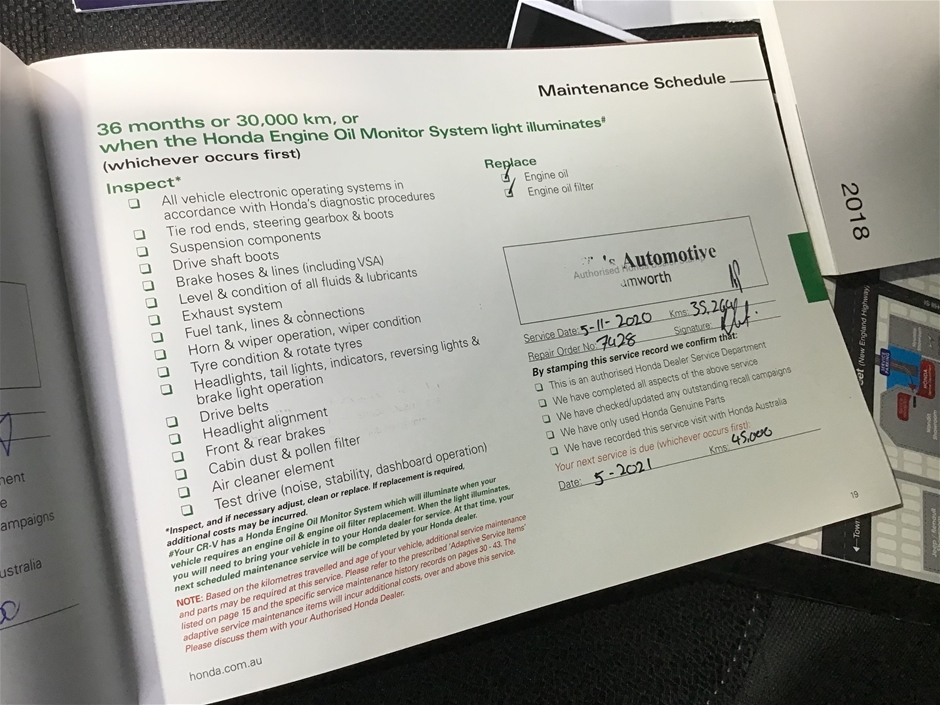 Maintenance Schedule
36 months or 30,000 km, or
when the Honda Engine Oil Monitor System light illuminates#
(whichever occurs first)
Inspect*
All vehicle electronic operating systems in
accordance with Honda's diagnostic procedures
Tie rod ends, steering gearbox & boots
Suspension components
Drive shaft boots
Brake hoses & lines (including VSA)
Level & condition of all fluids & lubricants
Exhaust system
Fuel tank, lines & connections
Horn & wiper operation, wiper condition
Tyre condition & rotate tyres
Headlights, tail lights, indicators, reversing lights &
brake light operation
Drive belts
Headlight alignment
Front & rear brakes
Cabin dust & pollen filter
Air cleaner element
Test drive (noise, stability, dashboard operation)
*Inspect, and if necessary adjust, clean or replace. If replacement is required,
additional costs may be incurred.
#Your CR-V has a Honda Engine Oil Monitor System which will illuminate when your
vehicle requires an engine oil & engine oil filter replacement. When the light illuminates,
you will need to bring your vehicle in to your Honda dealer for service. At that time, your
next scheduled maintenance service will be completed by your Honda dealer.
NOTE: Based on the kilometres travelled and age of your vehicle, additional service maintenance
and parts may be required at this service. Please refer to the prescribed 'Adaptive Service Items'
listed on page 15 and the specific service maintenance history records on pages 30 - 43. The
adaptive service maintenance items will incur additional costs, over and above this service.
Please discuss them with your Authorised Honda Dealer.
honda.com.au
Replace
Engine oil
Engine oil filter
's Automotive
Authorised
amworth
Service Date: 5-11-2020 Kms: 35,2
Repair Order No: 7428 Signature:
By stamping this service record we confirm that:
This is an authorised Honda Dealer Service Department
We have completed all aspects of the above service
We have checked/updated any outstanding recall campaigns
We have only used Honda Genuine Parts
We have recorded this service visit with Honda Australia
Your next service is due (whichever occurs first):
Date: 5-2021 Kms: 45,000
19
2018
(New England Highway)
HONDA
ment
e
ampaigns
ustralia